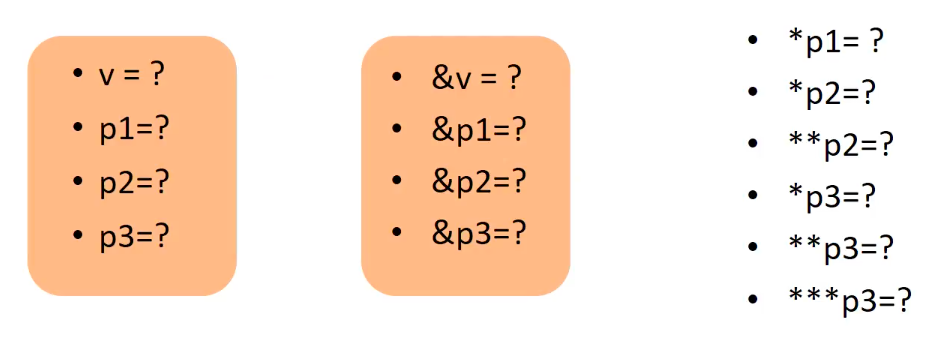 • v = ?
• p1=?
• p2=?
• p3=?
• &v = ?
• &p1=?
• &p2=?
• &p3=?
• *p1= ?
• *p2=?
• **p2=?
• *p3=?
• **p3=?
• ***p3=?